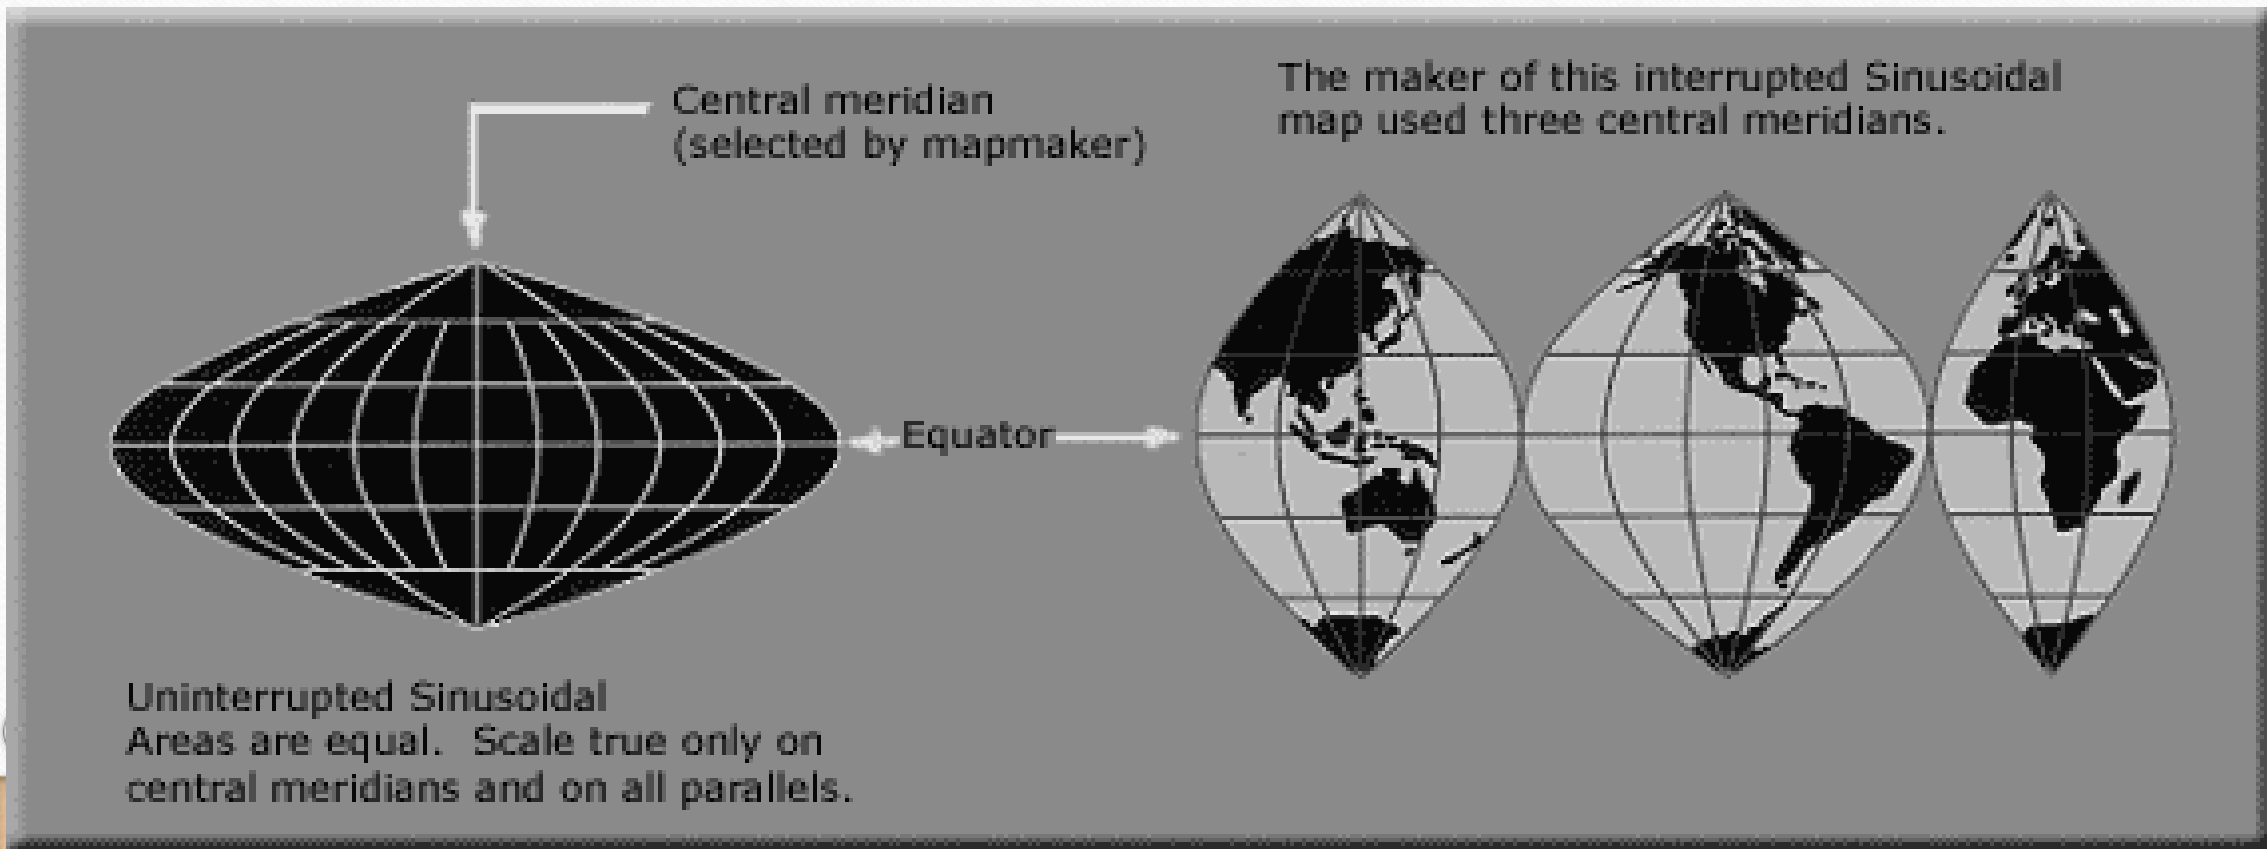 Central meridian
(selected by mapmaker)
The maker of this interrupted Sinusoidal
map used three central meridians.
Equator
Uninterrupted Sinusoidal
Areas are equal.  Scale true only on
central meridians and on all parallels.